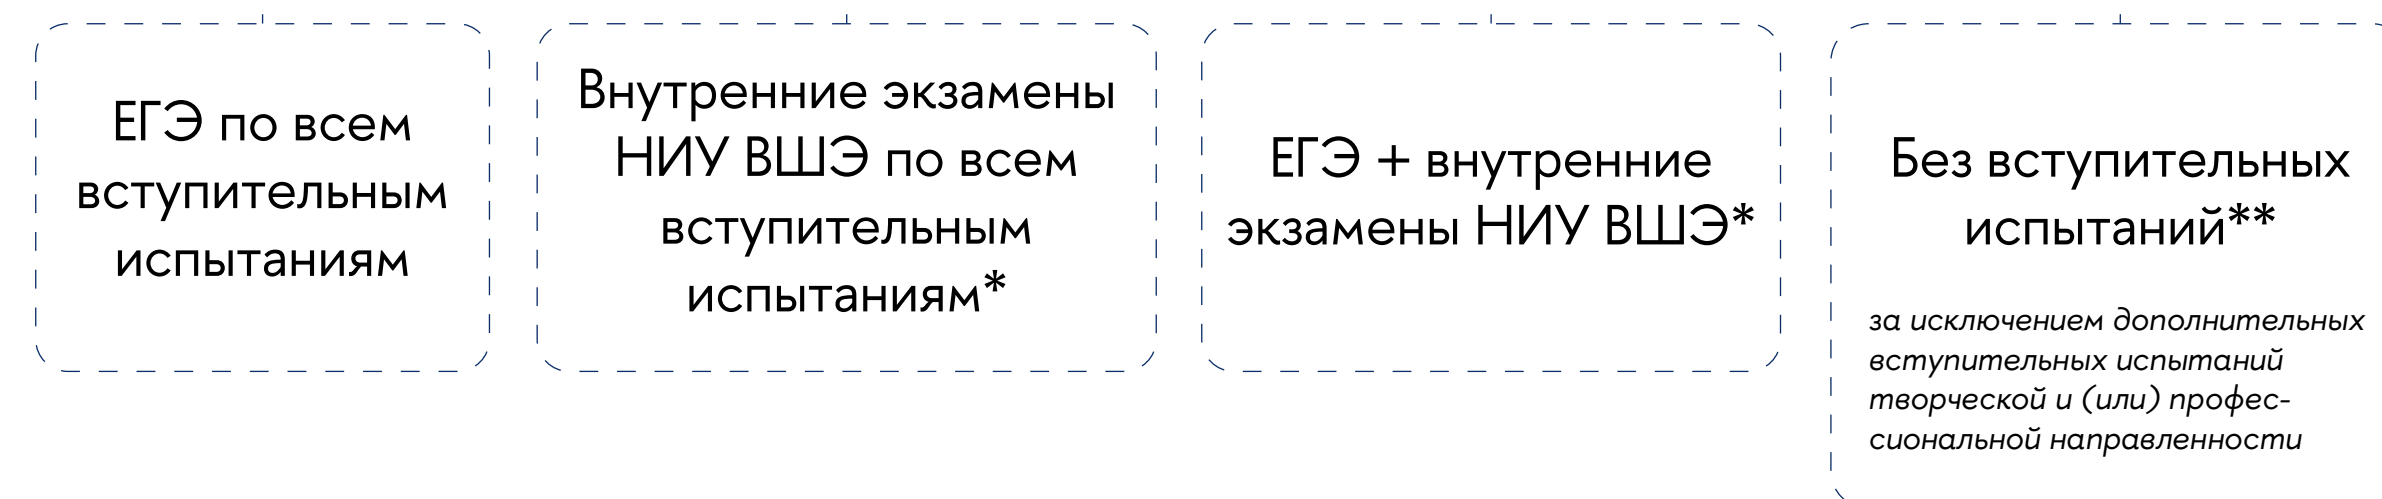 ЕГЭ по всем
вступительным
испытаниям
Внутренние экзамены
НИУ ВШЭ по всем
вступительным
испытаниям*
ЕГЭ + внутренние
экзамены НИУ ВШЭ*
Без вступительных
испытаний**
за исключением дополнительных
вступительных испытаний
творческой и (или) профес-
сиональной направленности